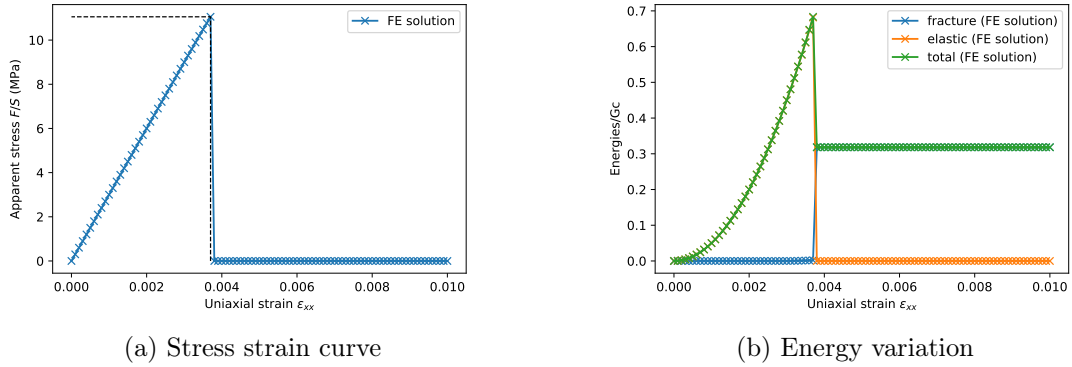 Apparent stress F/S (MPa)
10
8
6
4
2
0
FE solution
0.000
0.002
0.004
0.006
0.008
0.010
Uniaxial strain εxx
(a) Stress strain curve
Energies/Gc
0.7
0.6
0.5
0.4
0.3
0.2
0.1
0.0
fracture (FE solution)
elastic (FE solution)
total (FE solution)
0.000
0.002
0.004
0.006
0.008
0.010
Uniaxial strain εxx
(b) Energy variation